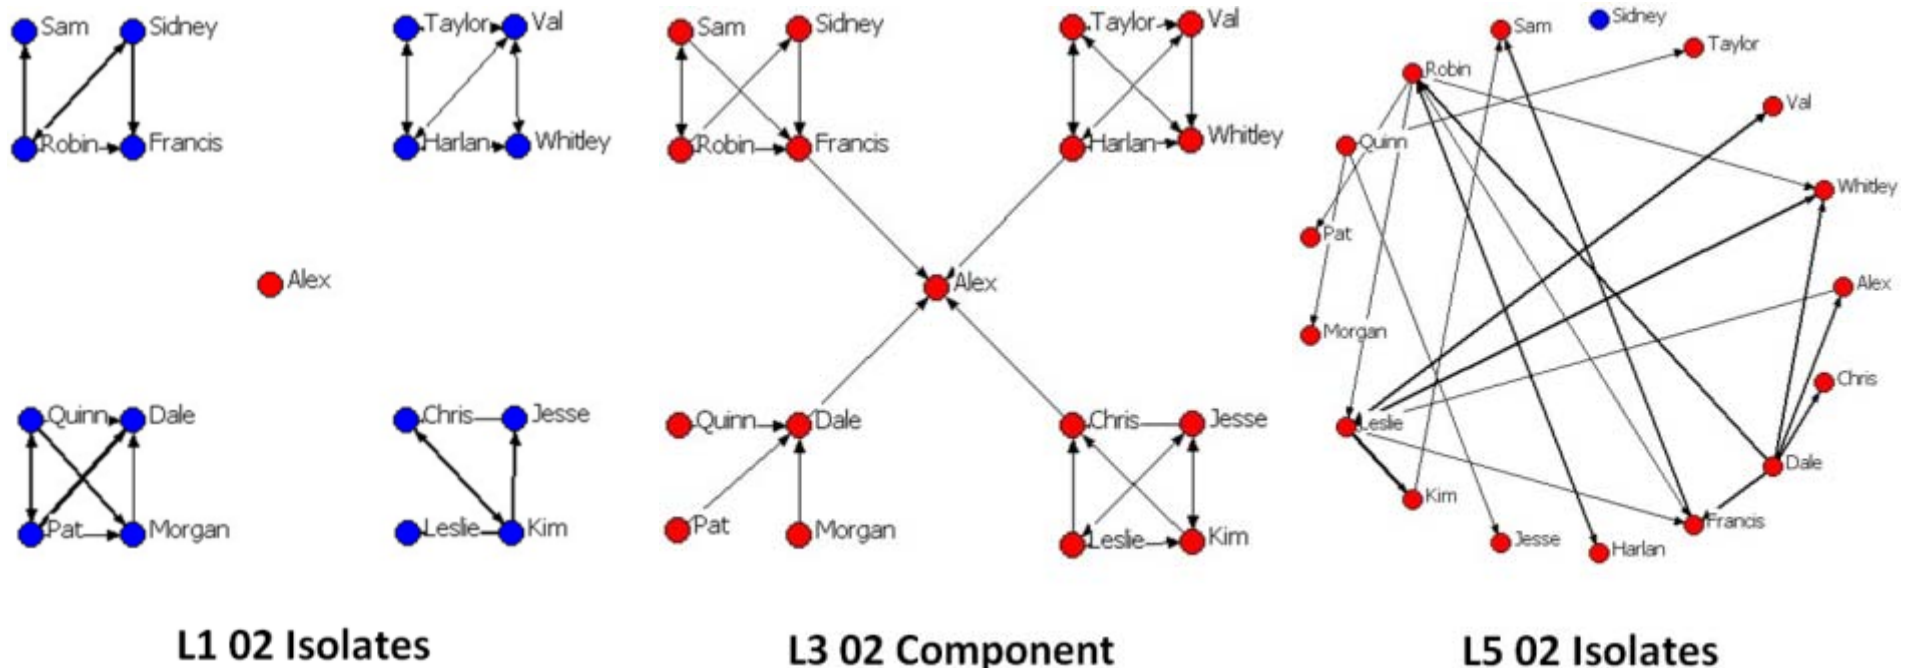 Sam Sidney
Robin Francis
Taylor Val
Harlan Whitley
Alex
Quinn Dale
Pat Morgan
Chris Jesse
Leslie Kim
L1 02 Isolates
Sam Sidney
Robin Francis
Taylor Val
Harlan Whitley
Alex
Quinn Dale
Pat Morgan
Chris Jesse
Leslie Kim
L3 02 Component
Sidney
Sam
Taylor
Robin
Val
Quinn
Whitley
Pat
Alex
Morgan
Chris
Leslie
Dale
Kim
Francis
Jesse
Harlan
L5 02 Isolates